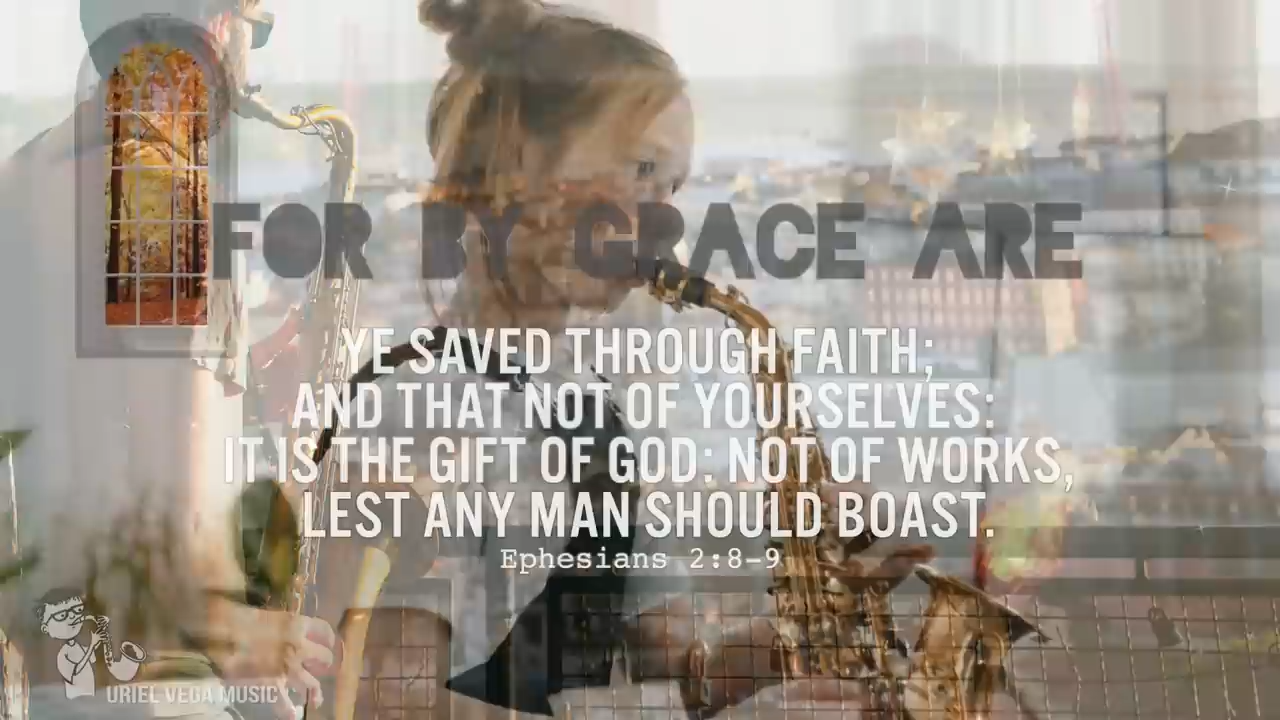 FOR BY GRACE ARE
YE SAVED THROUGH FAITH;
AND THAT NOT OF YOURSELVES:
IT IS THE GIFT OF GOD: NOT OF WORKS,
LEST ANY MAN SHOULD BOAST.
Ephesians 2:8-9
URIEL VEGA MUSIC